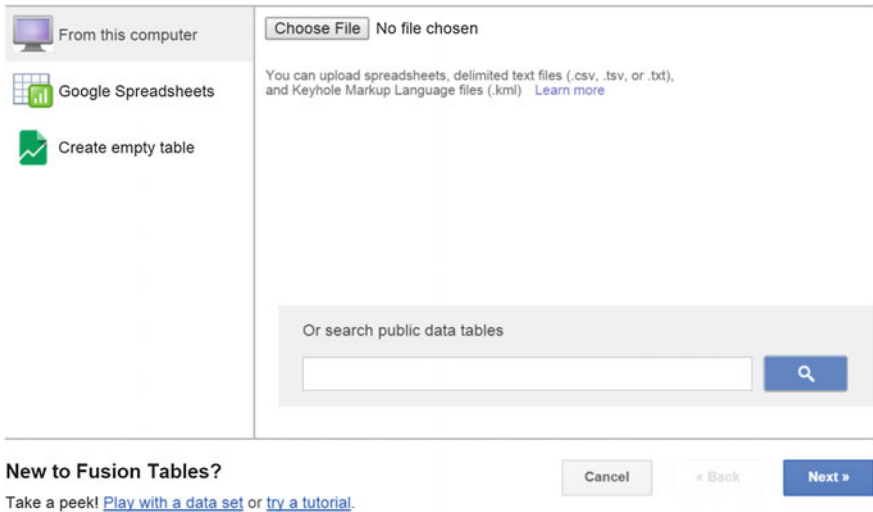 From this computer
Google Spreadsheets
Create empty table
Choose File No file chosen
You can upload spreadsheets, delimited text files (.csv, .tsv, or .txt),
and Keyhole Markup Language files (.kml) Learn more
Or search public data tables
New to Fusion Tables?
Take a peek! Play with a data set or try a tutorial.
Cancel « Back Next »